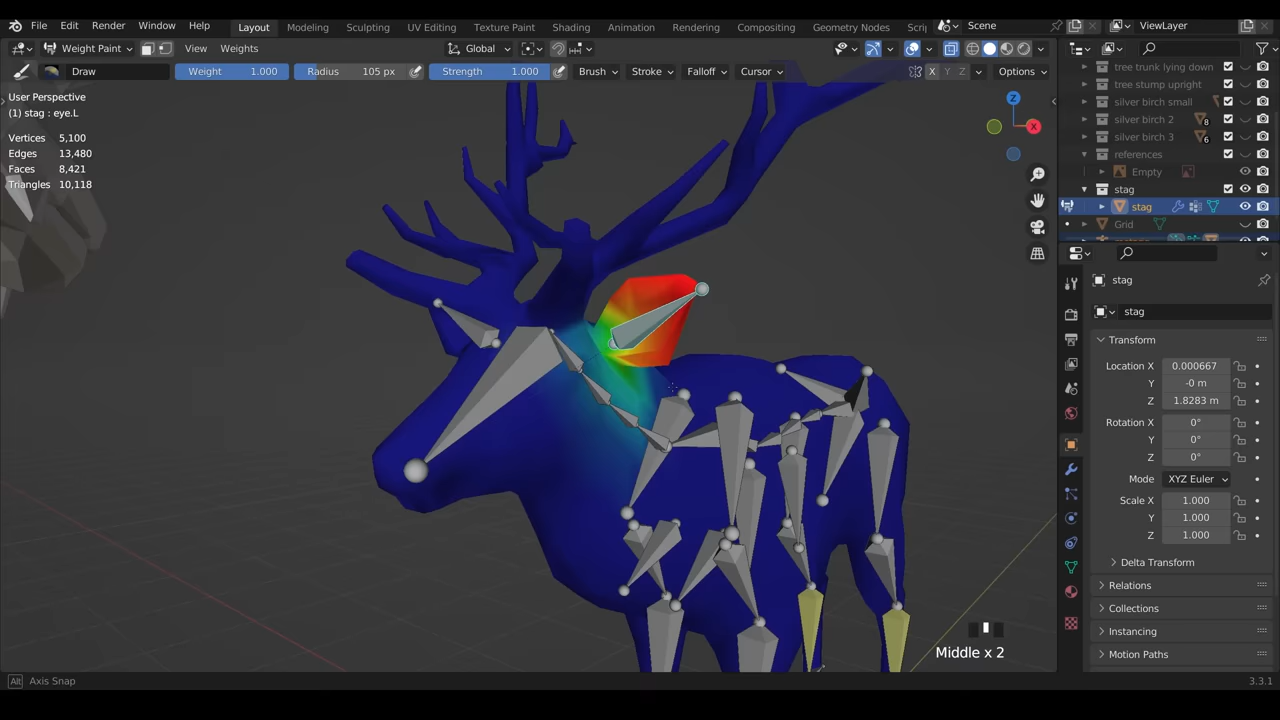 File Edit Render Window Help Layout Modeling Sculpting UV Editing Texture Paint Shading Animation Rendering Compositing Geometry Nodes Scri Scene ViewLayer
Weight Paint View Weights Global
Draw Weight 1.000 Radius 105 px Strength 1.000 Brush Stroke Falloff Cursor X Y Z Options
User Perspective
(1) stag : eye.L
Vertices 5,100
Edges 13,480
Faces 8,421
Triangles 10,118
Z
X
tree trunk lying down
tree stump upright
silver birch small
silver birch 2 8
silver birch 3 6
references
Empty
stag
stag
Grid
stag
stag
Transform
Location X 0.000667
Y -0 m
Z 1.8283 m
Rotation X 0°
Y 0°
Z 0°
Mode XYZ Euler
Scale X 1.000
Y 1.000
Z 1.000
Delta Transform
Relations
Collections
Instancing
Motion Paths
Middle x 2
Alt Axis Snap 3.3.1